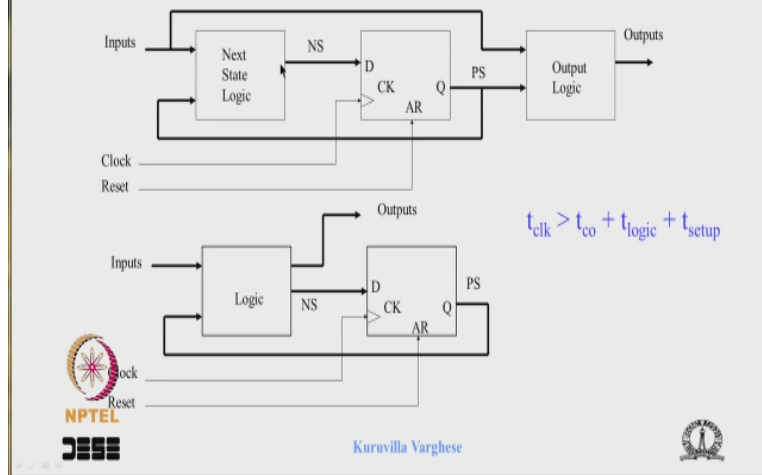 Inputs
Next
State
Logic
NS
D
CK
Q
AR
PS
Output
Logic
Outputs
Clock
Reset
t_clk > t_co + t_logic + t_setup
Outputs
Inputs
Logic
NS
D
CK
Q
AR
PS
ock
Reset
NPTEL
DESE
Kuruvilla Varghese